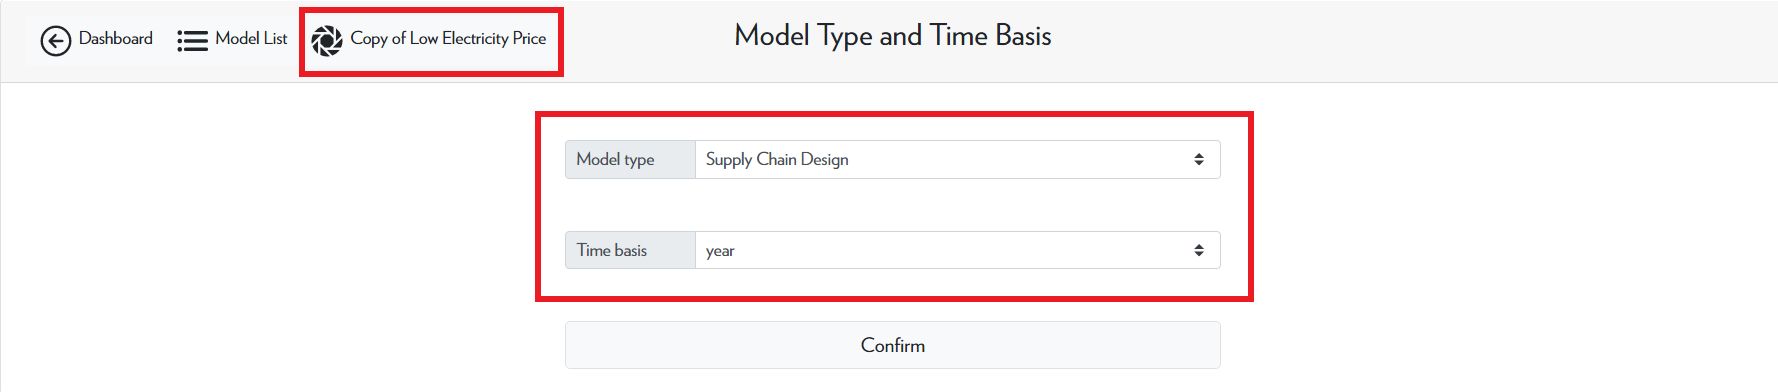 Dashboard Model List Copy of Low Electricity Price Model Type and Time Basis
Model type Supply Chain Design
Time basis year
Confirm